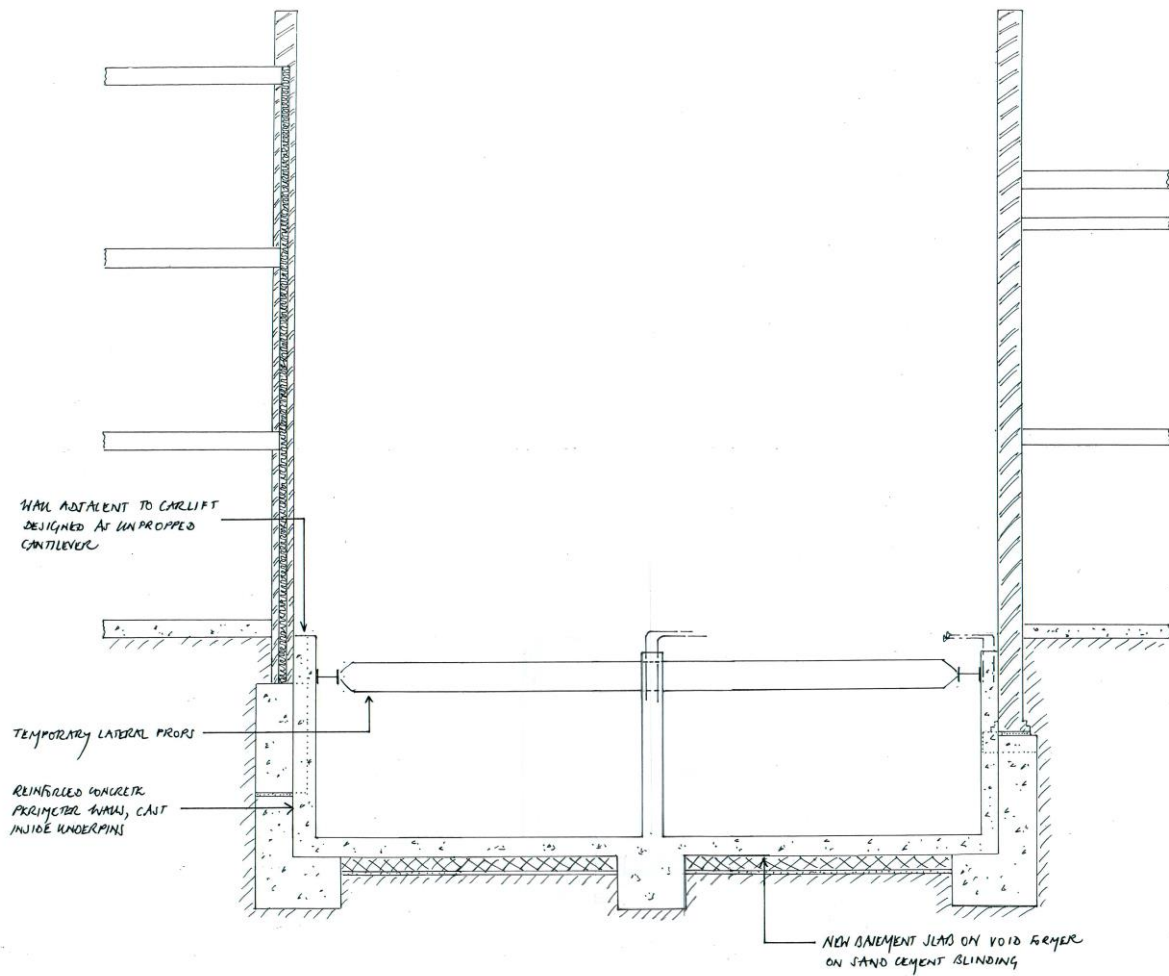 WALL ADJACENT TO CARLIFT
DESIGNED AS UNPROPPED
CANTILEVER
TEMPORARY LATERAL PROPS
REINFORCED CONCRETE
PERIMETER WALLS, CAST
INSIDE UNDERPINS
NEW BASEMENT SLAB ON VOID FORMER
ON SAND CEMENT BLINDING